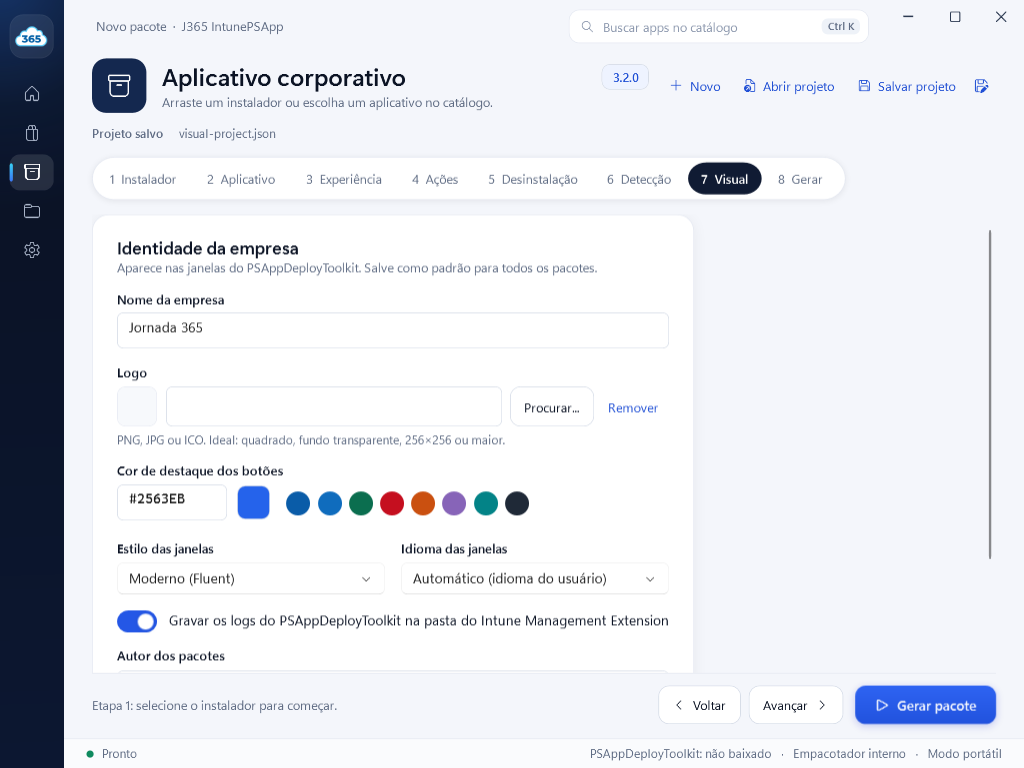 365
Novo pacote · J365 IntunePSApp
Buscar apps no catálogo
Ctrl K
Aplicativo corporativo
Arraste um instalador ou escolha um aplicativo no catálogo.
3.2.0
Novo
Abrir projeto
Salvar projeto
Projeto salvo visual-project.json
1 Instalador
2 Aplicativo
3 Experiência
4 Ações
5 Desinstalação
6 Detecção
7 Visual
8 Gerar
Identidade da empresa
Aparece nas janelas do PSAppDeployToolkit. Salve como padrão para todos os pacotes.
Nome da empresa
Jornada 365
Logo
Procurar...
Remover
PNG, JPG ou ICO. Ideal: quadrado, fundo transparente, 256×256 ou maior.
Cor de destaque dos botões
#2563EB
Estilo das janelas
Idioma das janelas
Moderno (Fluent)
Automático (idioma do usuário)
Gravar os logs do PSAppDeployToolkit na pasta do Intune Management Extension
Autor dos pacotes
Etapa 1: selecione o instalador para começar.
Voltar
Avançar
Gerar pacote
Pronto
PSAppDeployToolkit: não baixado · Empacotador interno · Modo portátil